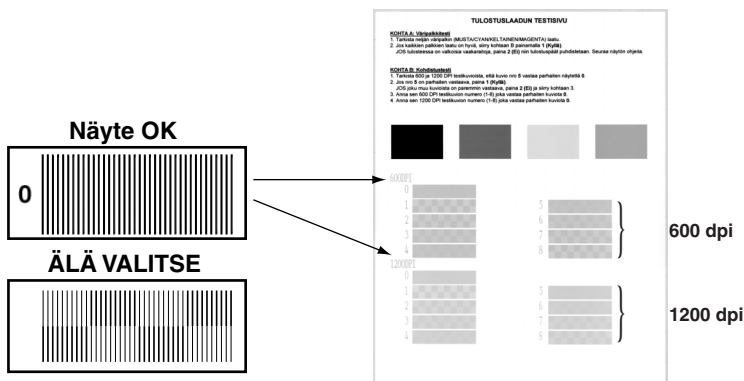 TULOSTUSLAADUN TESTISIVU
KOHTA A: Väripalkkitesti
1. Tarkista neljän väripalkin (MUSTA/CYAN/KELTAINEN/MAGENTA) laatu.
2. Jos kaikkien palkkien laatu on hyvä, siirry kohtaan B painamalla 1 (Kyllä).
JOS tulosteessa on valkoisia vaakaraitoja, paina 2 (Ei) niin tulostuspäät puhdistetaan. Seuraa näytön ohjeita.
KOHTA B: Kohdistustesti
1. Tarkista 600 ja 1200 DPI testikuvioista, että kuvio nro 5 vastaa parhaiten näytettä 0.
2. Jos nro 5 on parhaiten vastaava, paina 1 (Kyllä).
JOS joku muu kuvioista on paremmin vastaava, paina 2 (Ei) ja siirry kohtaan 3.
3. Anna sen 600 DPI testikuvion numero (1-8) joka vastaa parhaiten kuviota 0.
4. Anna sen 1200 DPI testikuvion numero (1-8) joka vastaa parhaiten kuviota 0.
Näyte OK
0
ÄLÄ VALITSE
600DPI
0
1 5
2 6
3 7
4 8
600 dpi
1200DPI
0
1 5
2 6
3 7
4 8
1200 dpi